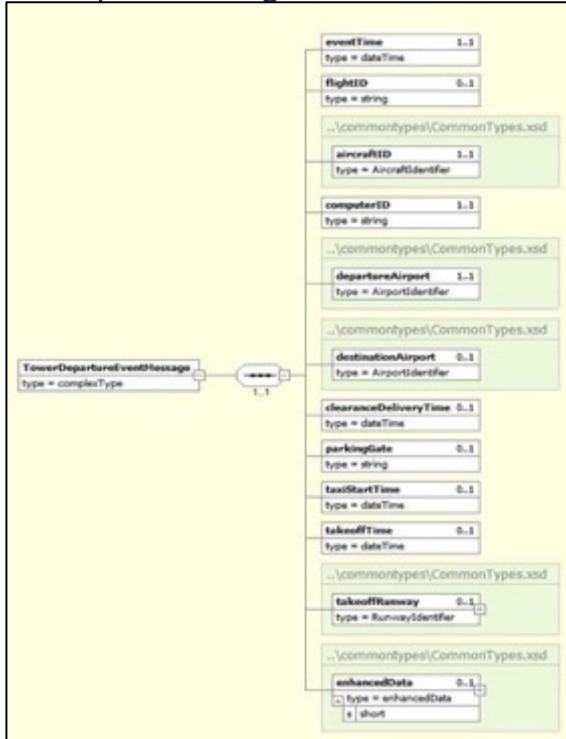 eventTime 1..1
type = dateTime
flightID 0..1
type = string
..\commontypes\CommonTypes.xsd
aircraftID 1..1
type = AircraftIdentifier
computerID 1..1
type = string
..\commontypes\CommonTypes.xsd
departureAirport 1..1
type = AirportIdentifier
..\commontypes\CommonTypes.xsd
destinationAirport 0..1
type = AirportIdentifier
TowerDepartureEventMessage
type = complexType
1..1
clearanceDeliveryTime 0..1
type = dateTime
parkingGate 0..1
type = string
taxiStartTime 0..1
type = dateTime
takeoffTime 0..1
type = dateTime
..\commontypes\CommonTypes.xsd
takeoffRunway 0..1
type = RunwayIdentifier
..\commontypes\CommonTypes.xsd
enhancedData 0..1
type = enhancedData
s short